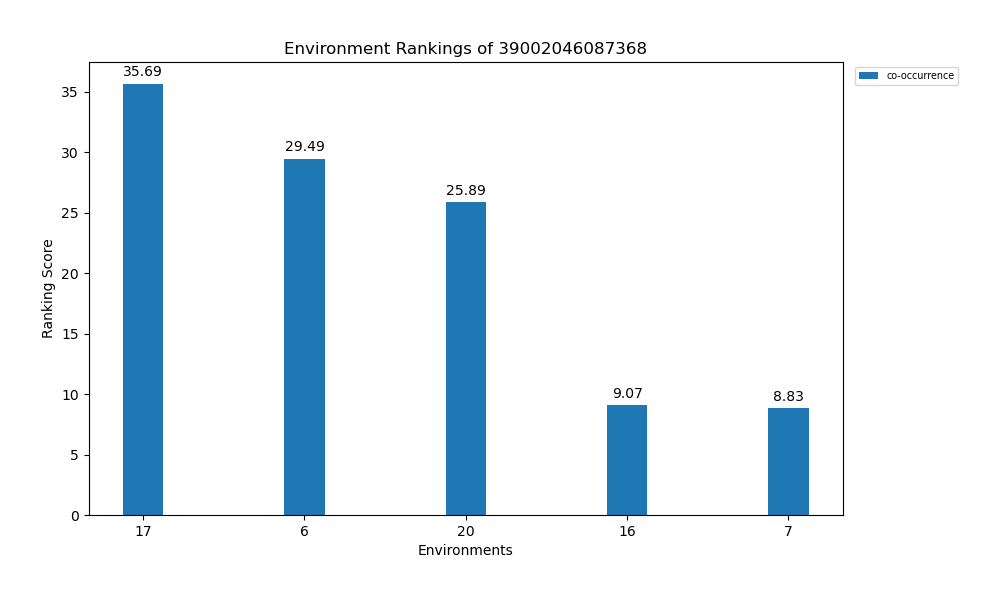 Environment Rankings of 39002046087368
co-occurrence
Ranking Score
35
30
25
20
15
10
5
0
35.69
29.49
25.89
9.07
8.83
17 6 20 16 7
Environments